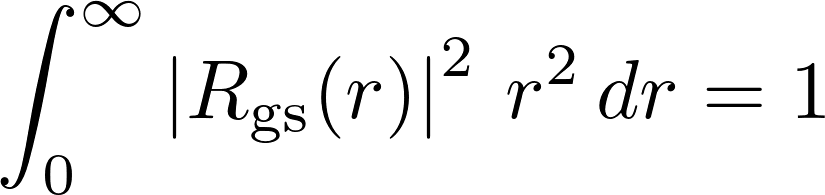 ∫₀^∞ |R_gs(r)|² r² dr = 1